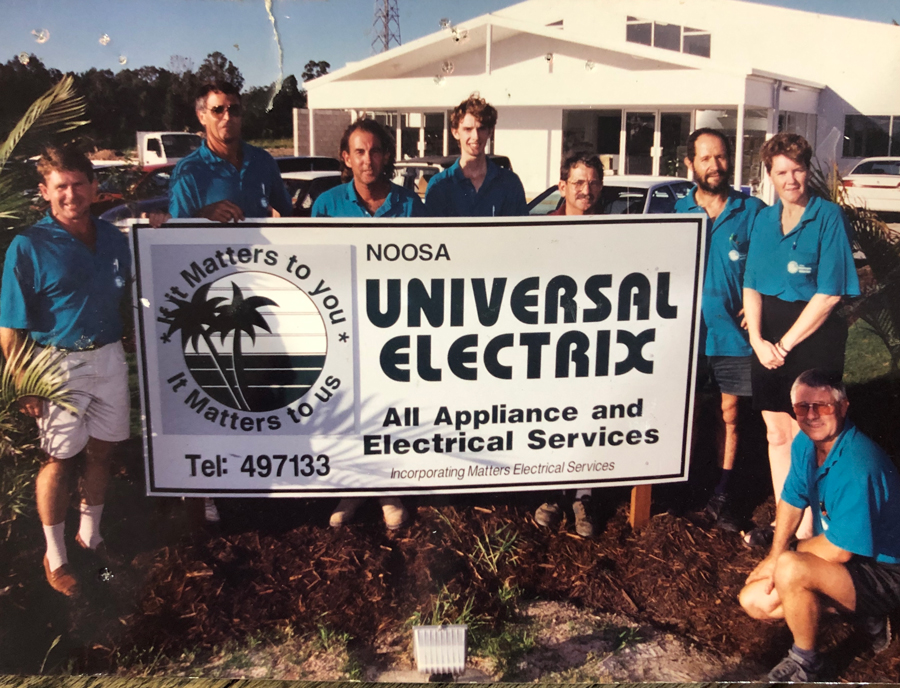 *If it Matters to you*
It Matters to us
Tel: 497133
NOOSA
UNIVERSAL
ELECTRIX
All Appliance and
Electrical Services
Incorporating Matters Electrical Services